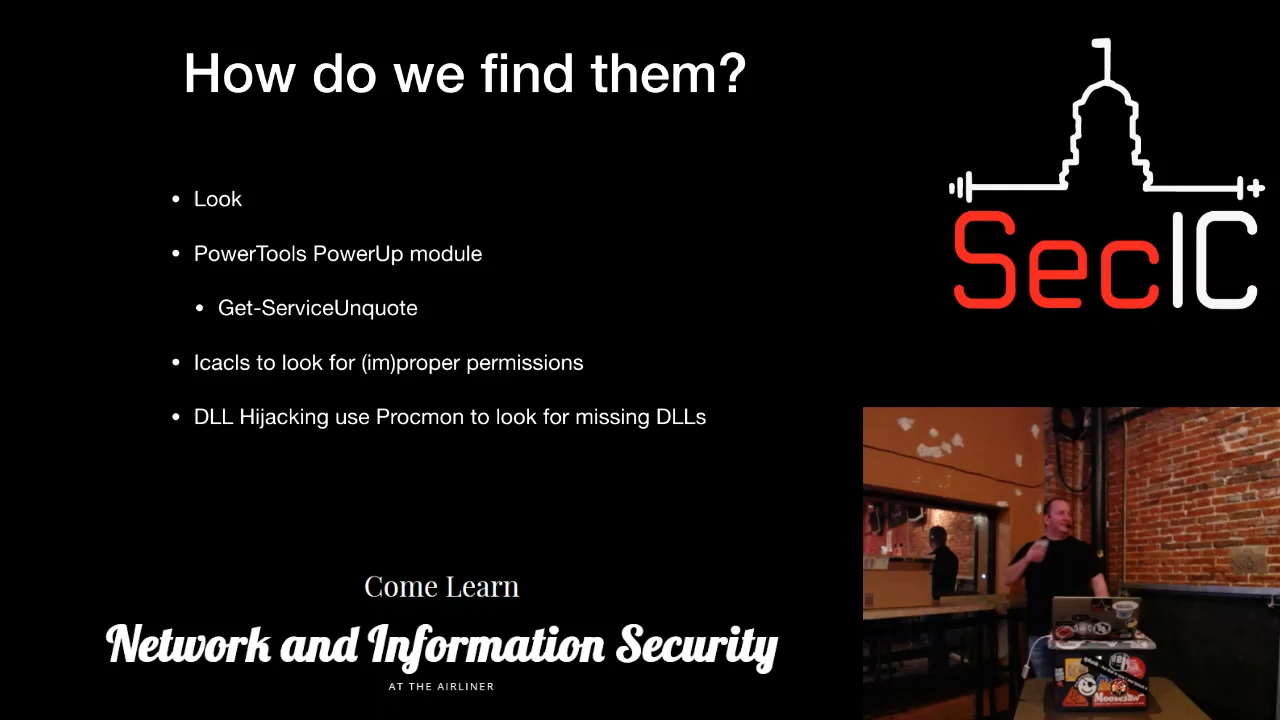 How do we find them?
• Look
• PowerTools PowerUp module
• Get-ServiceUnquote
• Icacls to look for (im)proper permissions
• DLL Hijacking use Procmon to look for missing DLLs
SecIC
Come Learn
Network and Information Security
AT THE AIRLINER
Moosejaw